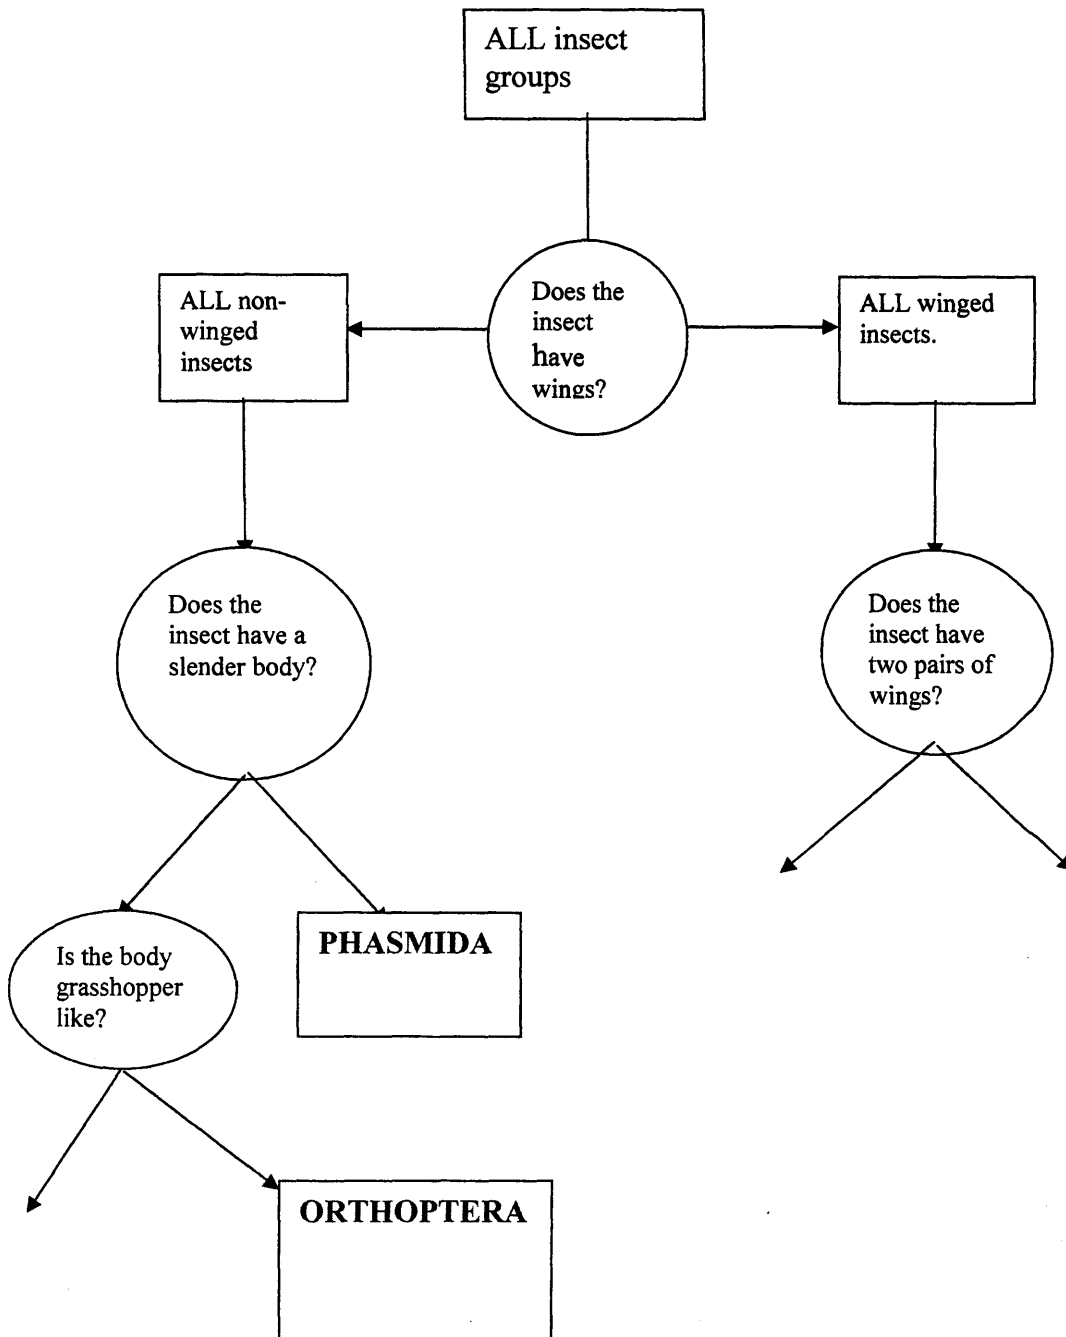 ALL insect
groups
Does the
insect
have
wings?
ALL non-
winged
insects
ALL winged
insects.
Does the
insect have a
slender body?
Does the
insect have
two pairs of
wings?
Is the body
grasshopper
like?
PHASMIDA
ORTHOPTERA